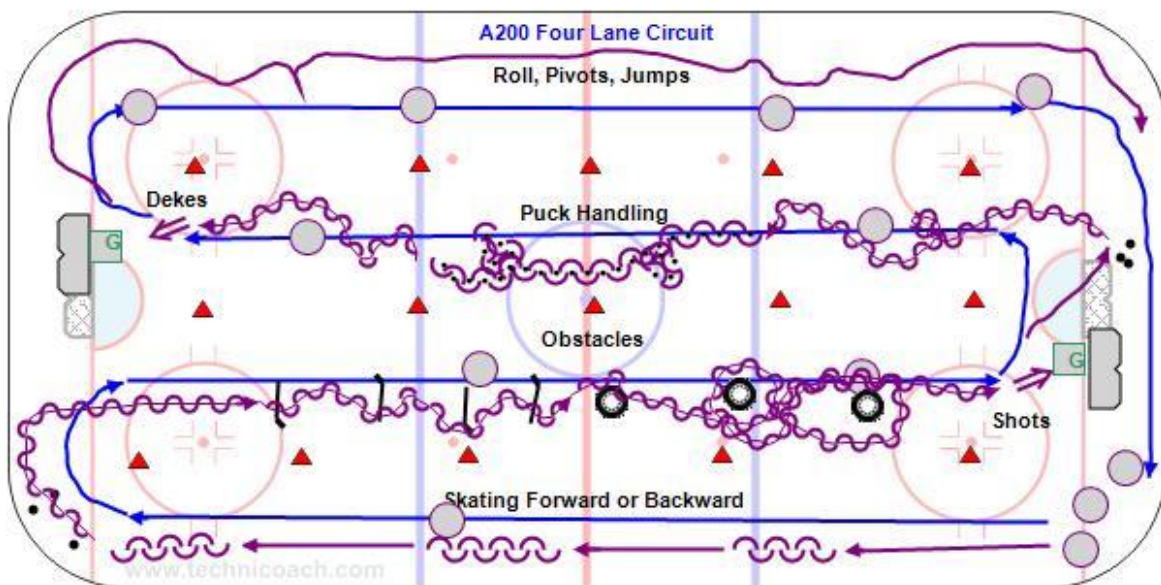 A200 Four Lane Circuit
Roll, Pivots, Jumps
Dekes
Puck Handling
G
Obstacles
G
Shots
Skating Forward or Backward
www.technicoach.com